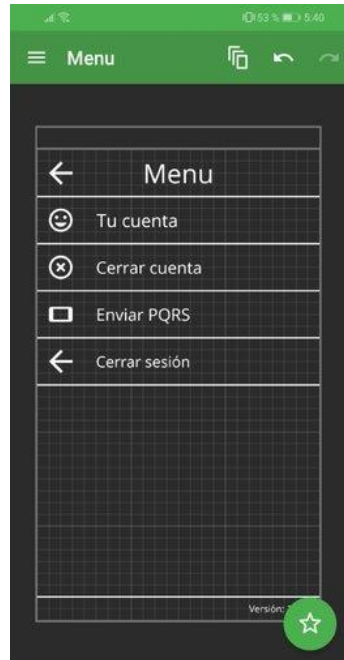 53 % 5:40
Menu
Menu
Tu cuenta
Cerrar cuenta
Enviar PQRS
Cerrar sesión
Versión: